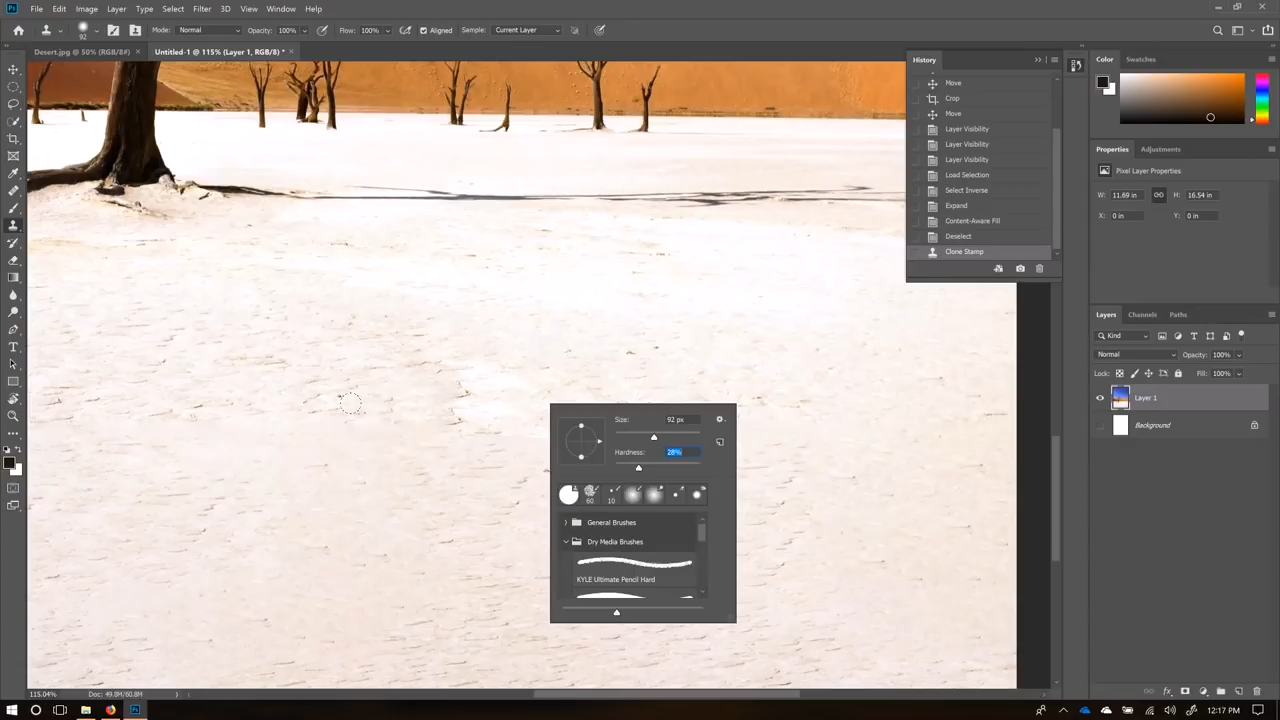 Ps File Edit Image Layer Type Select Filter 3D View Window Help
92 Mode: Normal Opacity: 100% Flow: 100% Aligned Sample: Current Layer
Desert.jpg @ 50% (RGB/8#) × Untitled-1 @ 115% (Layer 1, RGB/8) * ×
History
Move
Crop
Move
Layer Visibility
Layer Visibility
Layer Visibility
Load Selection
Select Inverse
Expand
Content-Aware Fill
Deselect
Clone Stamp
Color Swatches
Properties Adjustments
Pixel Layer Properties
W: 11.69 in H: 16.54 in
X: 0 in Y: 0 in
Layers Channels Paths
Kind
Normal Opacity: 100%
Lock: Fill: 100%
Layer 1
Background
Size: 92 px
Hardness: 28%
60 10
General Brushes
Dry Media Brushes
KYLE Ultimate Pencil Hard
115.04% Doc: 49.8M/60.8M
Ps 12:17 PM